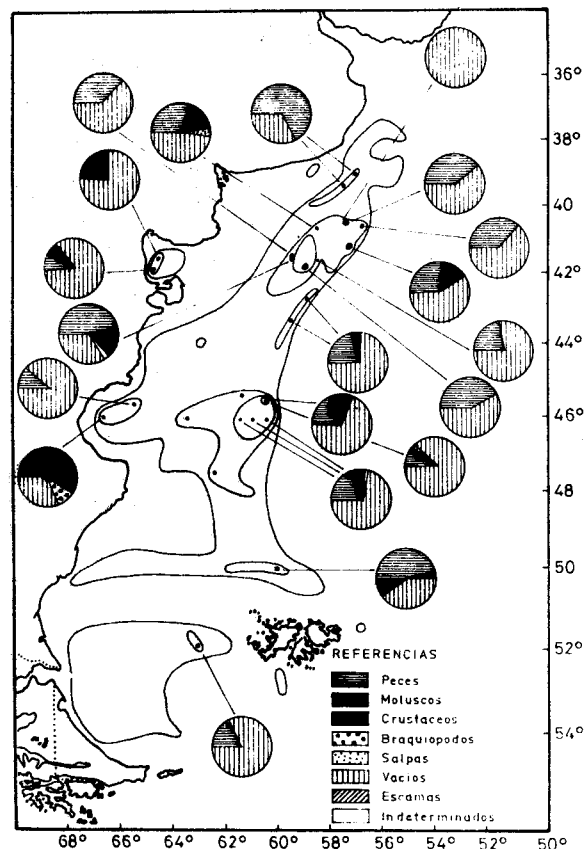 36°
38°
40
42°
44°
46°
48
50
52°
54°
REFERENCIAS
Peces
Moluscos
Crustaceos
Braquiopodos
Salpas
Vacios
Escamas
Indeterminados
68° 66° 64° 62° 60° 58° 56° 54° 52° 50°